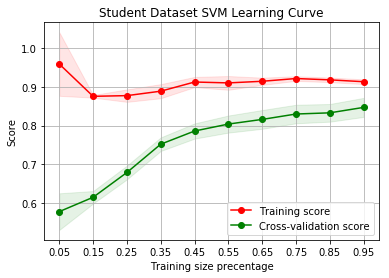 Student Dataset SVM Learning Curve
Score
1.0
0.9
0.8
0.7
0.6
Training score
Cross-validation score
0.05 0.15 0.25 0.35 0.45 0.55 0.65 0.75 0.85 0.95
Training size precentage